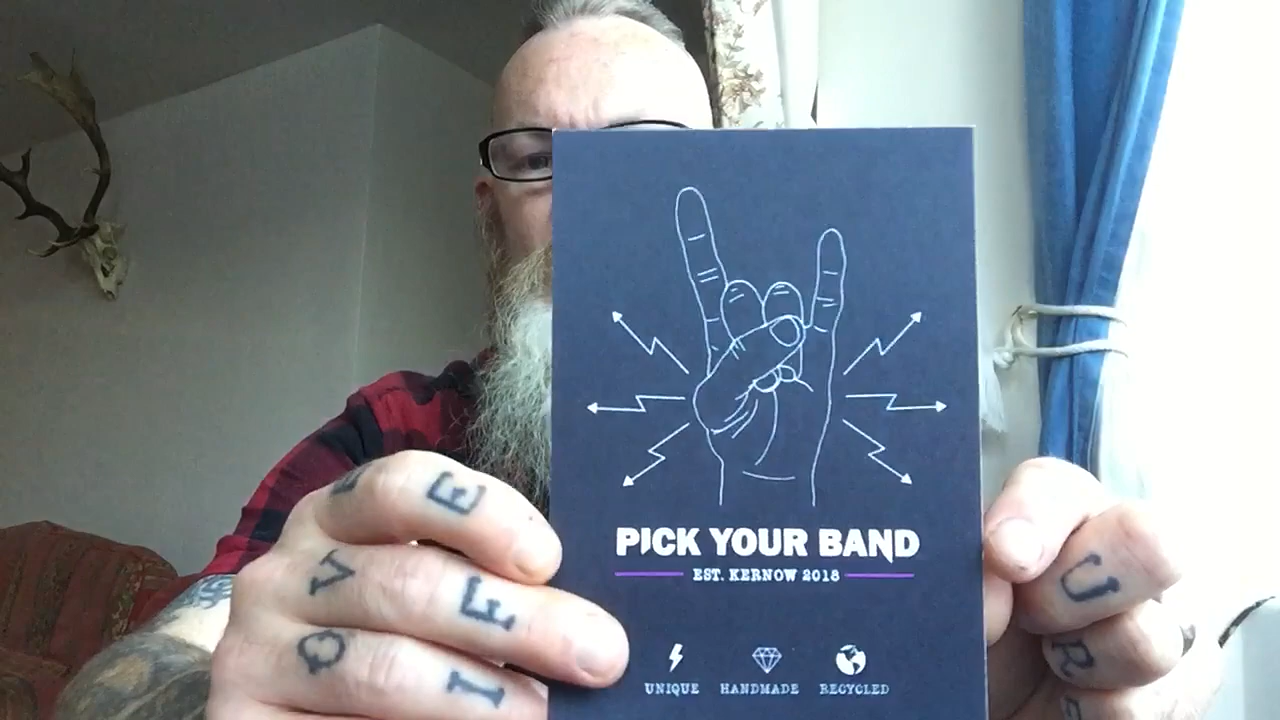 PICK YOUR BAND
EST. KERNOW 2018
UNIQUE HANDMADE RECYCLED
E
V E
F
O
I
U
R